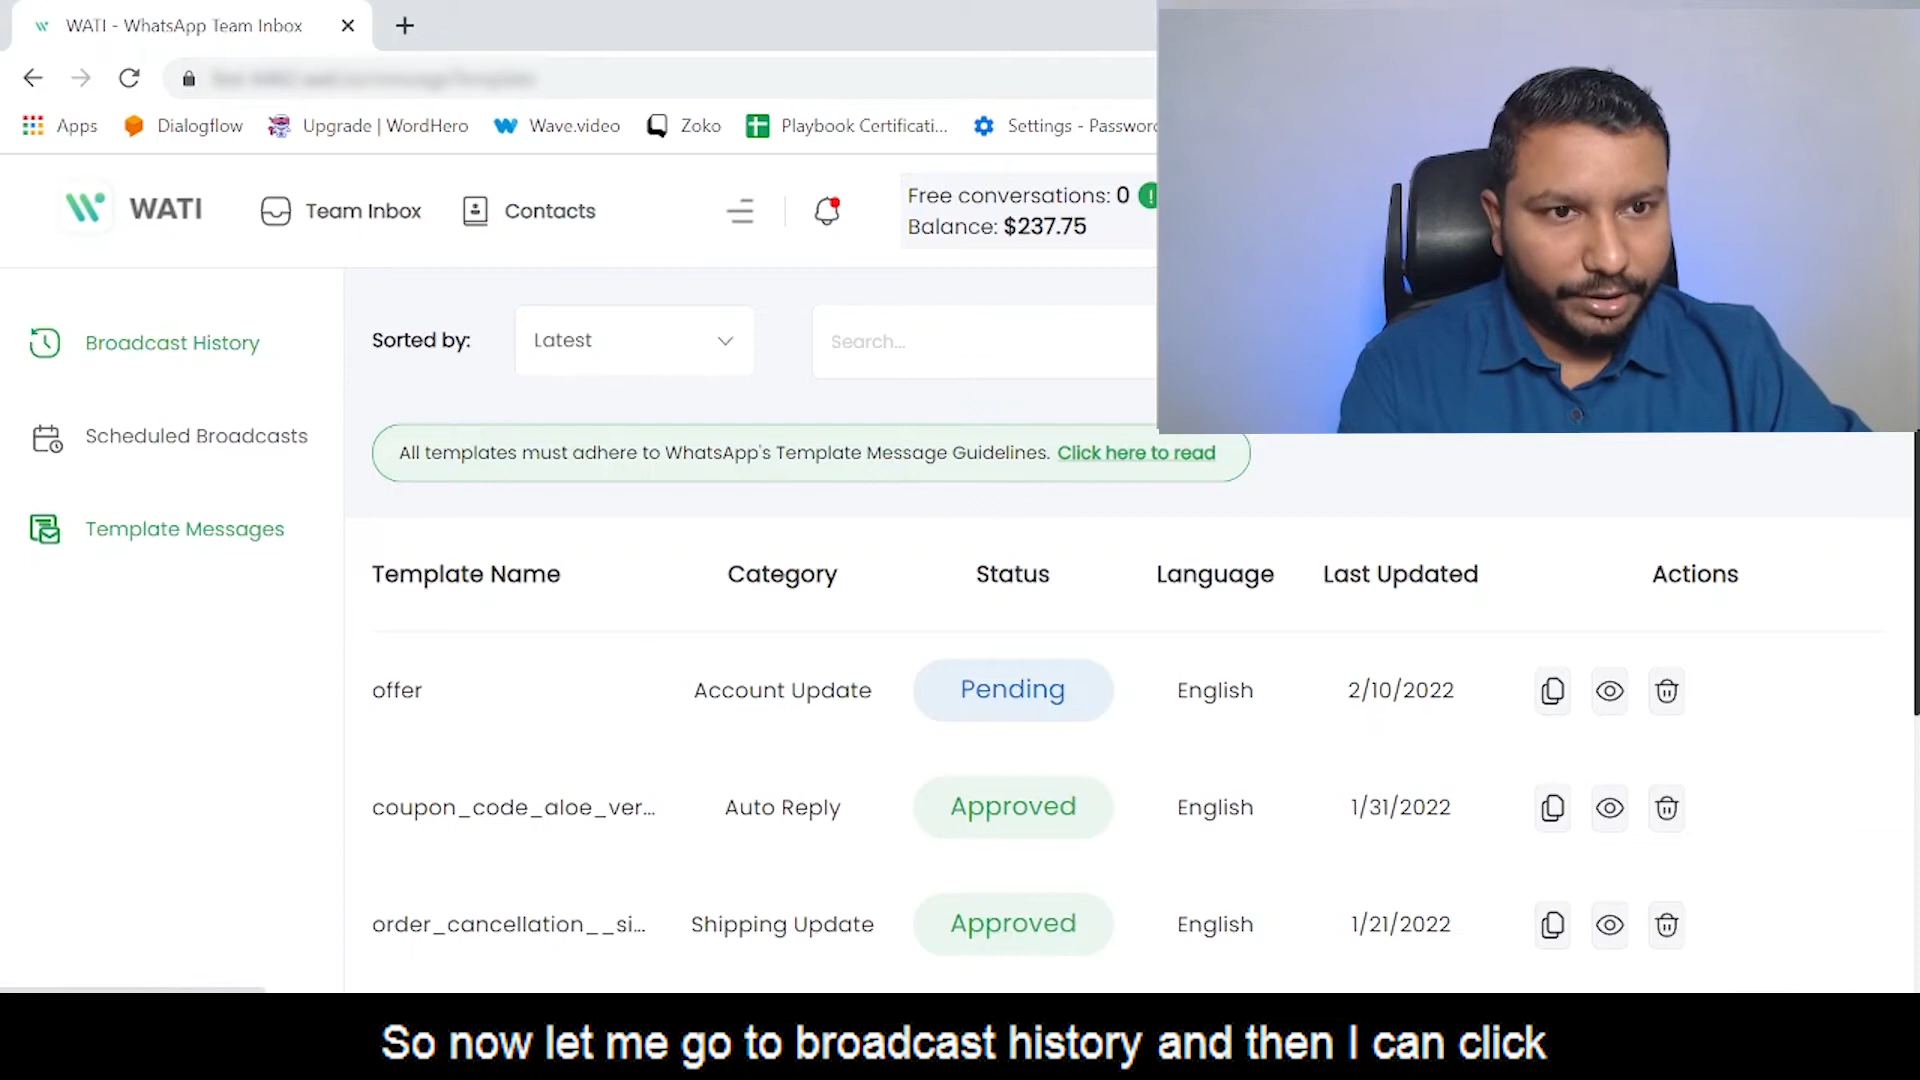 WATI - WhatsApp Team Inbox
Apps
Dialogflow
Upgrade | WordHero
Wave.video
Zoko
Playbook Certificati...
Settings - Password
WATI
Team Inbox
Contacts
Free conversations: 0
Balance: $237.75
Broadcast History
Scheduled Broadcasts
Template Messages
Sorted by:
Latest
Search...
All templates must adhere to WhatsApp's Template Message Guidelines. Click here to read
Template Name Category Status Language Last Updated Actions
offer Account Update Pending English 2/10/2022
coupon_code_aloe_ver... Auto Reply Approved English 1/31/2022
order_cancellation__si... Shipping Update Approved English 1/21/2022
So now let me go to broadcast history and then I can click